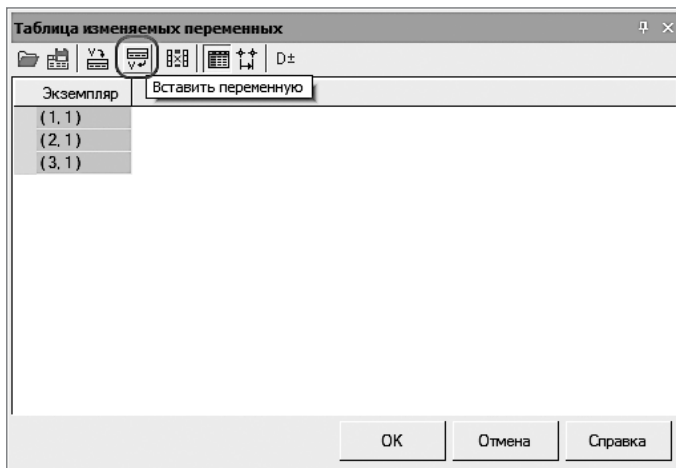 Таблица изменяемых переменных
D±
Экземпляр
Вставить переменную
(1, 1)
(2, 1)
(3, 1)
OK
Отмена
Справка